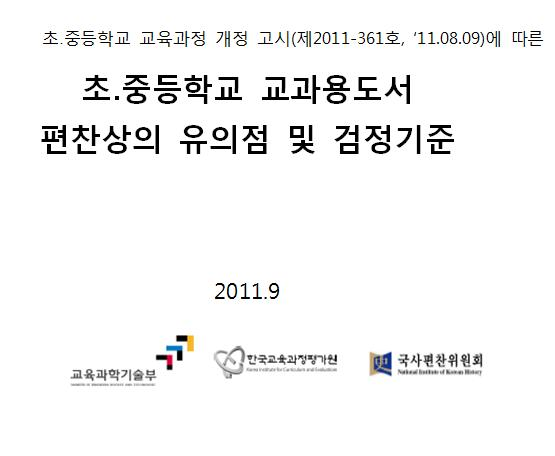 초.중등학교 교육과정 개정 고시(제2011-361호, ‘11.08.09)에 따른
초.중등학교 교과용도서
편찬상의 유의점 및 검정기준
2011.9
교육과학기술부
한국교육과정평가원
Korea Institute for Curriculum and Evaluation
국사편찬위원회
National Institute of Korean History